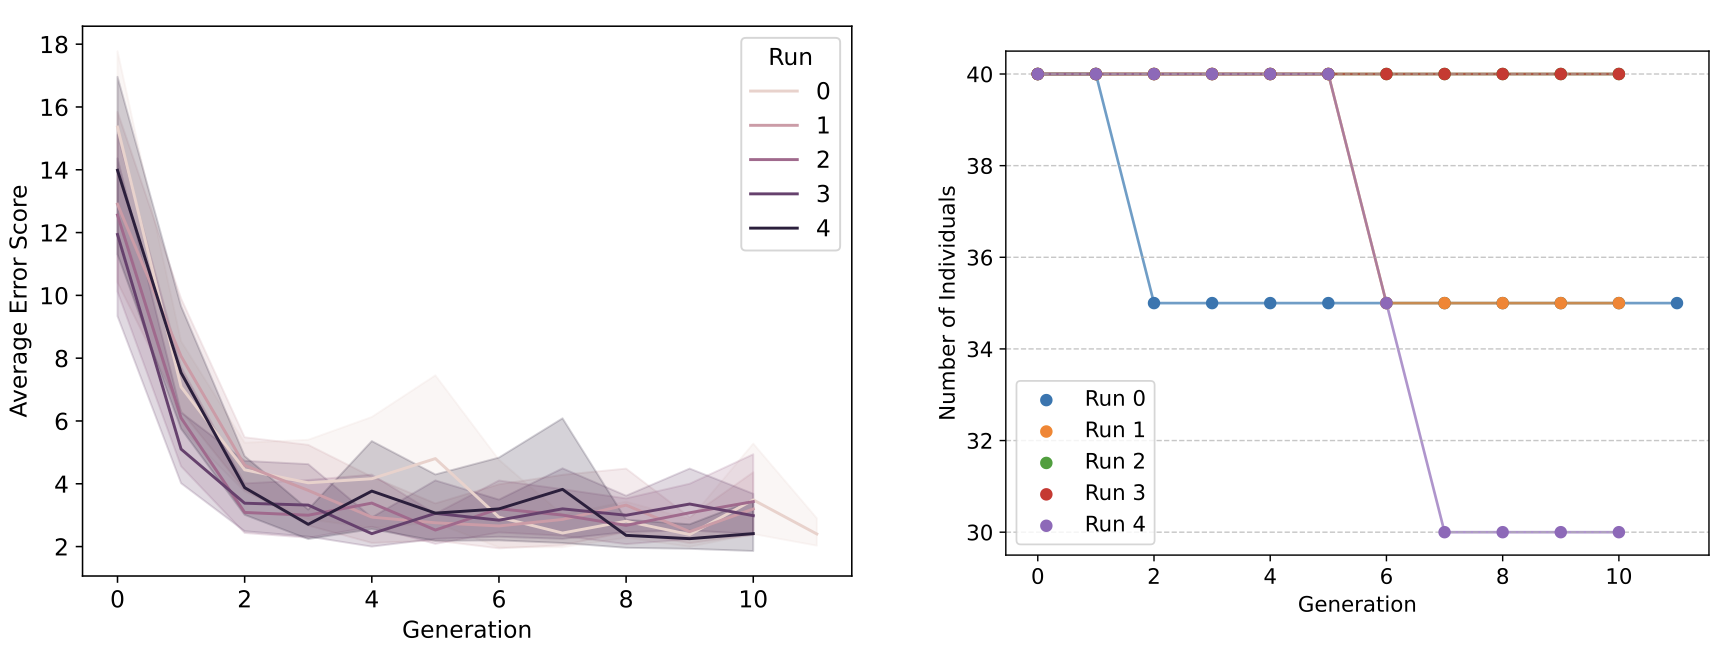 18
16
14
12
10
8
6
4
2
Average Error Score
0 2 4 6 8 10
Generation
Run
0
1
2
3
4
40
38
36
34
32
30
Number of Individuals
0 2 4 6 8 10
Generation
Run 0
Run 1
Run 2
Run 3
Run 4